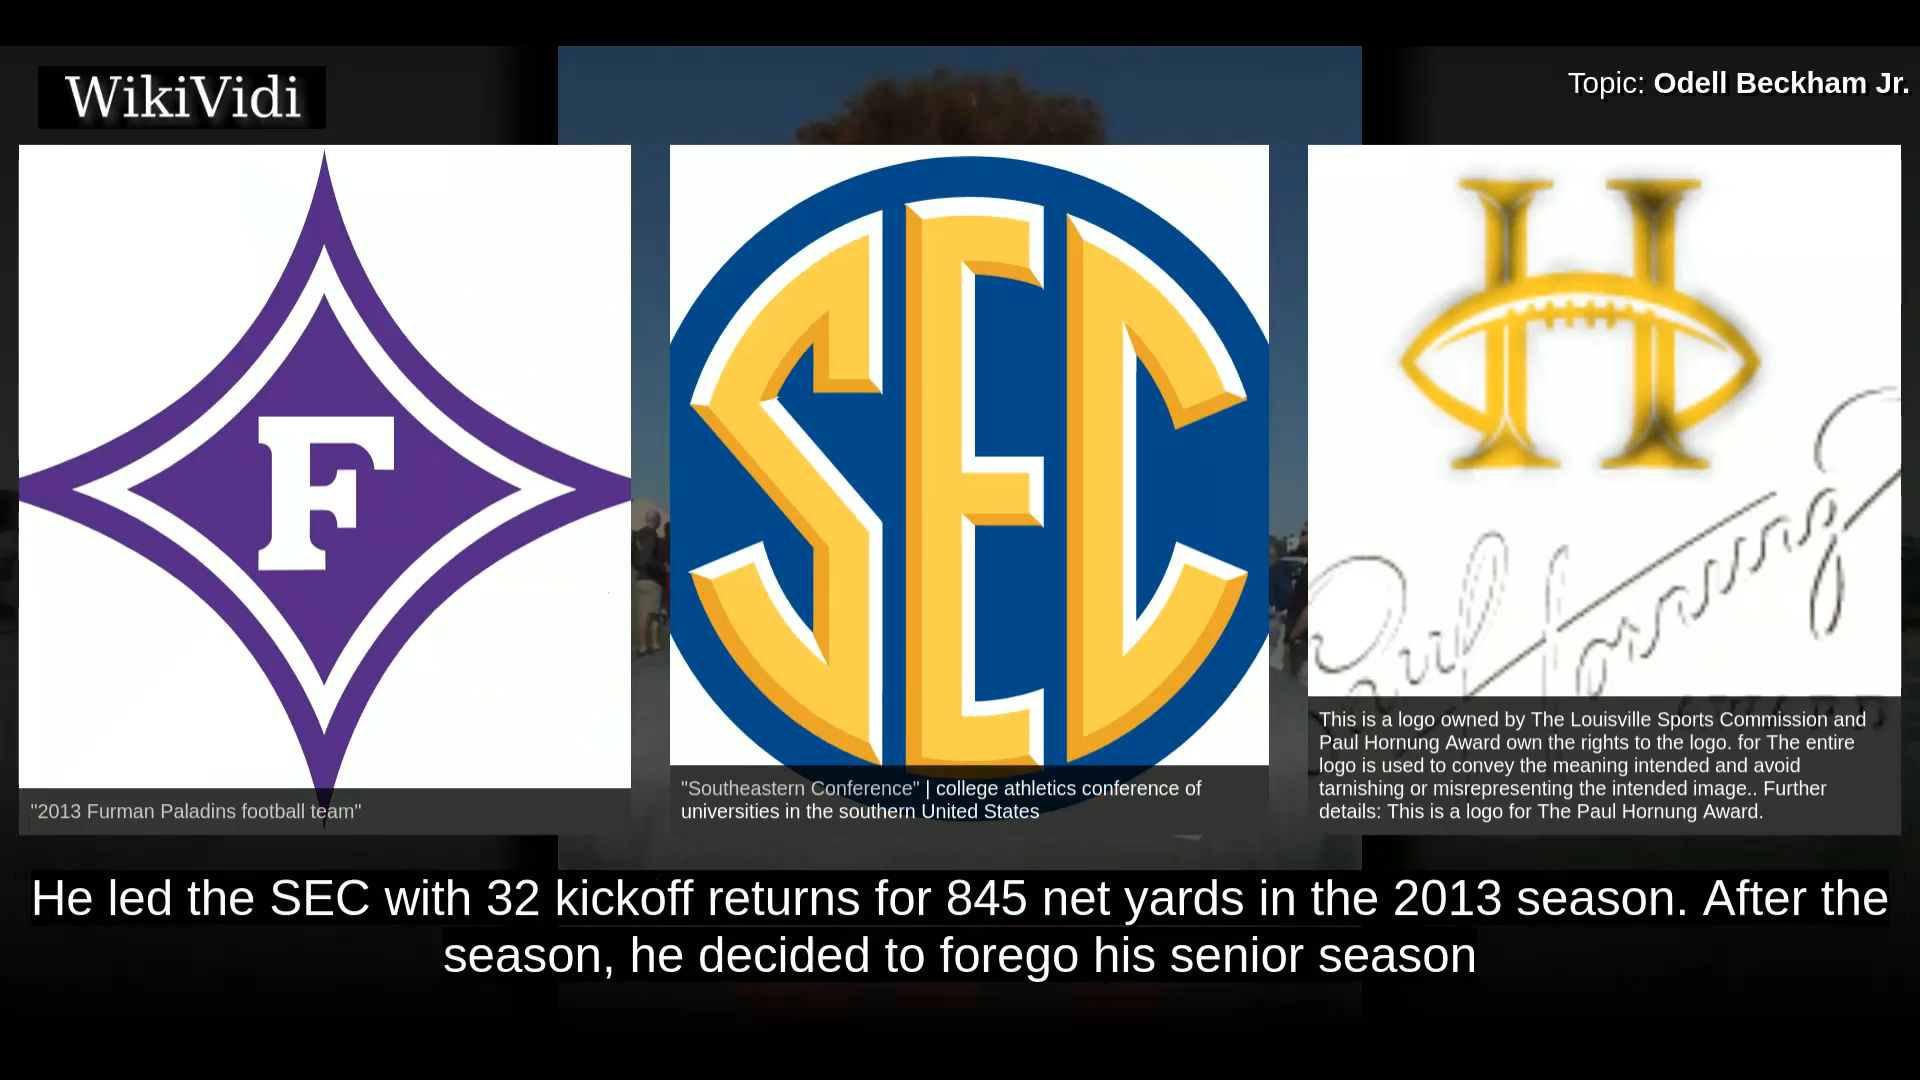 WikiVidi
Topic: Odell Beckham Jr.
F
"2013 Furman Paladins football team"
SEC
"Southeastern Conference" | college athletics conference of
universities in the southern United States
H
Paul Hornung
This is a logo owned by The Louisville Sports Commission and
Paul Hornung Award own the rights to the logo. for The entire
logo is used to convey the meaning intended and avoid
tarnishing or misrepresenting the intended image.. Further
details: This is a logo for The Paul Hornung Award.
He led the SEC with 32 kickoff returns for 845 net yards in the 2013 season. After the
season, he decided to forego his senior season